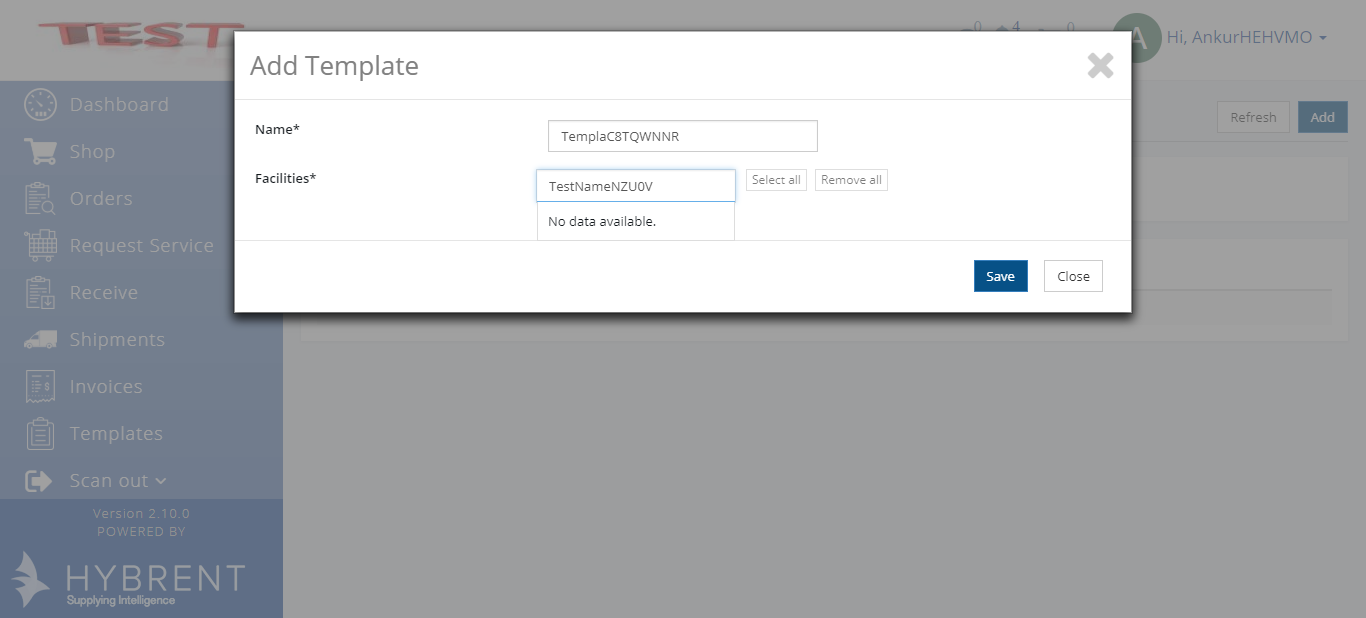 TEST
0 4 0
A Hi, AnkurHEHVMO
Add Template
Dashboard
Shop
Orders
Request Service
Receive
Shipments
Invoices
Templates
Scan out
Version 2.10.0
POWERED BY
HYBRENT
Supplying Intelligence
Refresh Add
Name* TemplaC8TQWNNR
Facilities* TestNameNZU0V Select all Remove all
No data available.
Save Close